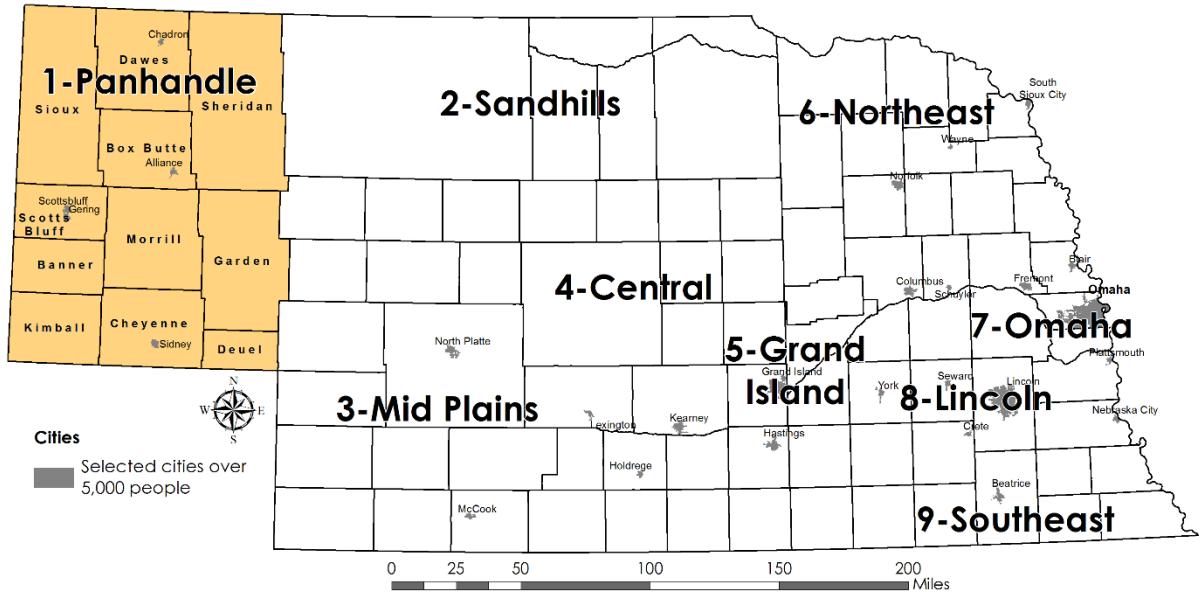 Chadron
Dawes
1-Panhandle
Sioux
Sheridan
2-Sandhills
6-Northeast
South
Sioux City
Wayne
Box Butte
Alliance
Norfolk
Scottsbluff
Gering
Scotts
Bluff
Morrill
Banner
Garden
4-Central
Columbus
Schuyler
Fremont
Blair
Omaha
Kimball
Cheyenne
Sidney
Deuel
North Platte
5-Grand
Island
Grand Island
7-Omaha
Plattsmouth
3-Mid Plains
York
Seward
Lincoln
8-Lincoln
Nebraska City
Crete
N
W
E
S
Cities
Selected cities over
5,000 people
exington
Kearney
Hastings
Holdrege
McCook
Beatrice
9-Southeast
0 25 50 100 150 200
Miles